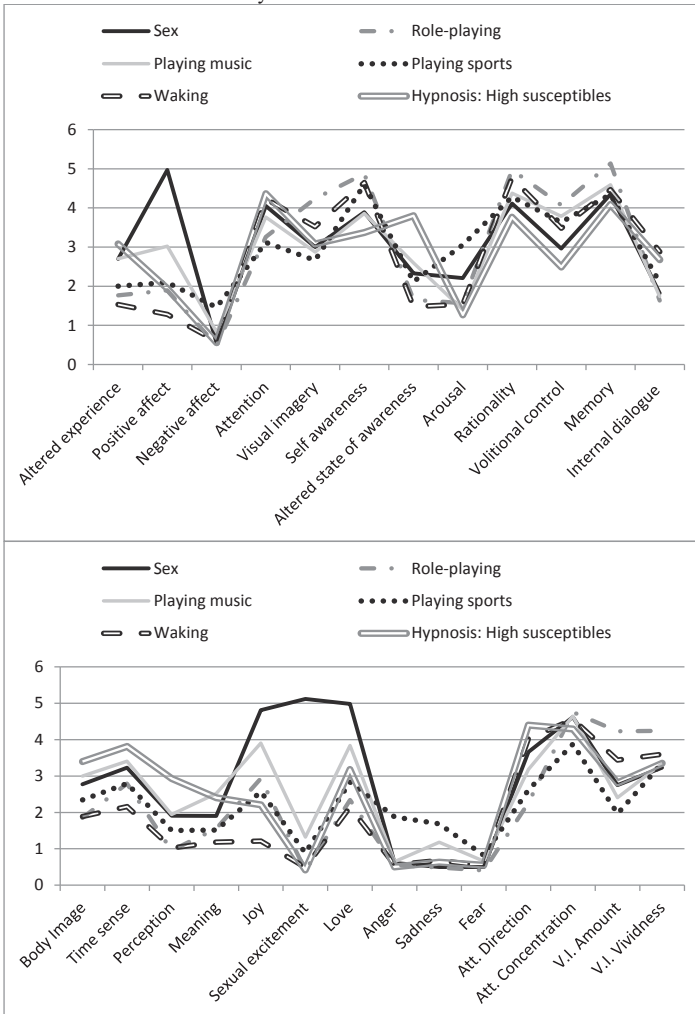 Sex Role-playing
Playing music Playing sports
Waking Hypnosis: High susceptibles
6
5
4
3
2
1
0
Altered experience
Positive affect
Negative affect
Attention
Visual imagery
Self awareness
Altered state of awareness
Arousal
Rationality
Volitional control
Memory
Internal dialogue
Sex Role-playing
Playing music Playing sports
Waking Hypnosis: High susceptibles
6
5
4
3
2
1
0
Body Image
Time sense
Perception
Meaning
Joy
Sexual excitement
Love
Anger
Sadness
Fear
Att. Direction
Att. Concentration
V.I. Amount
V.I. Vividness